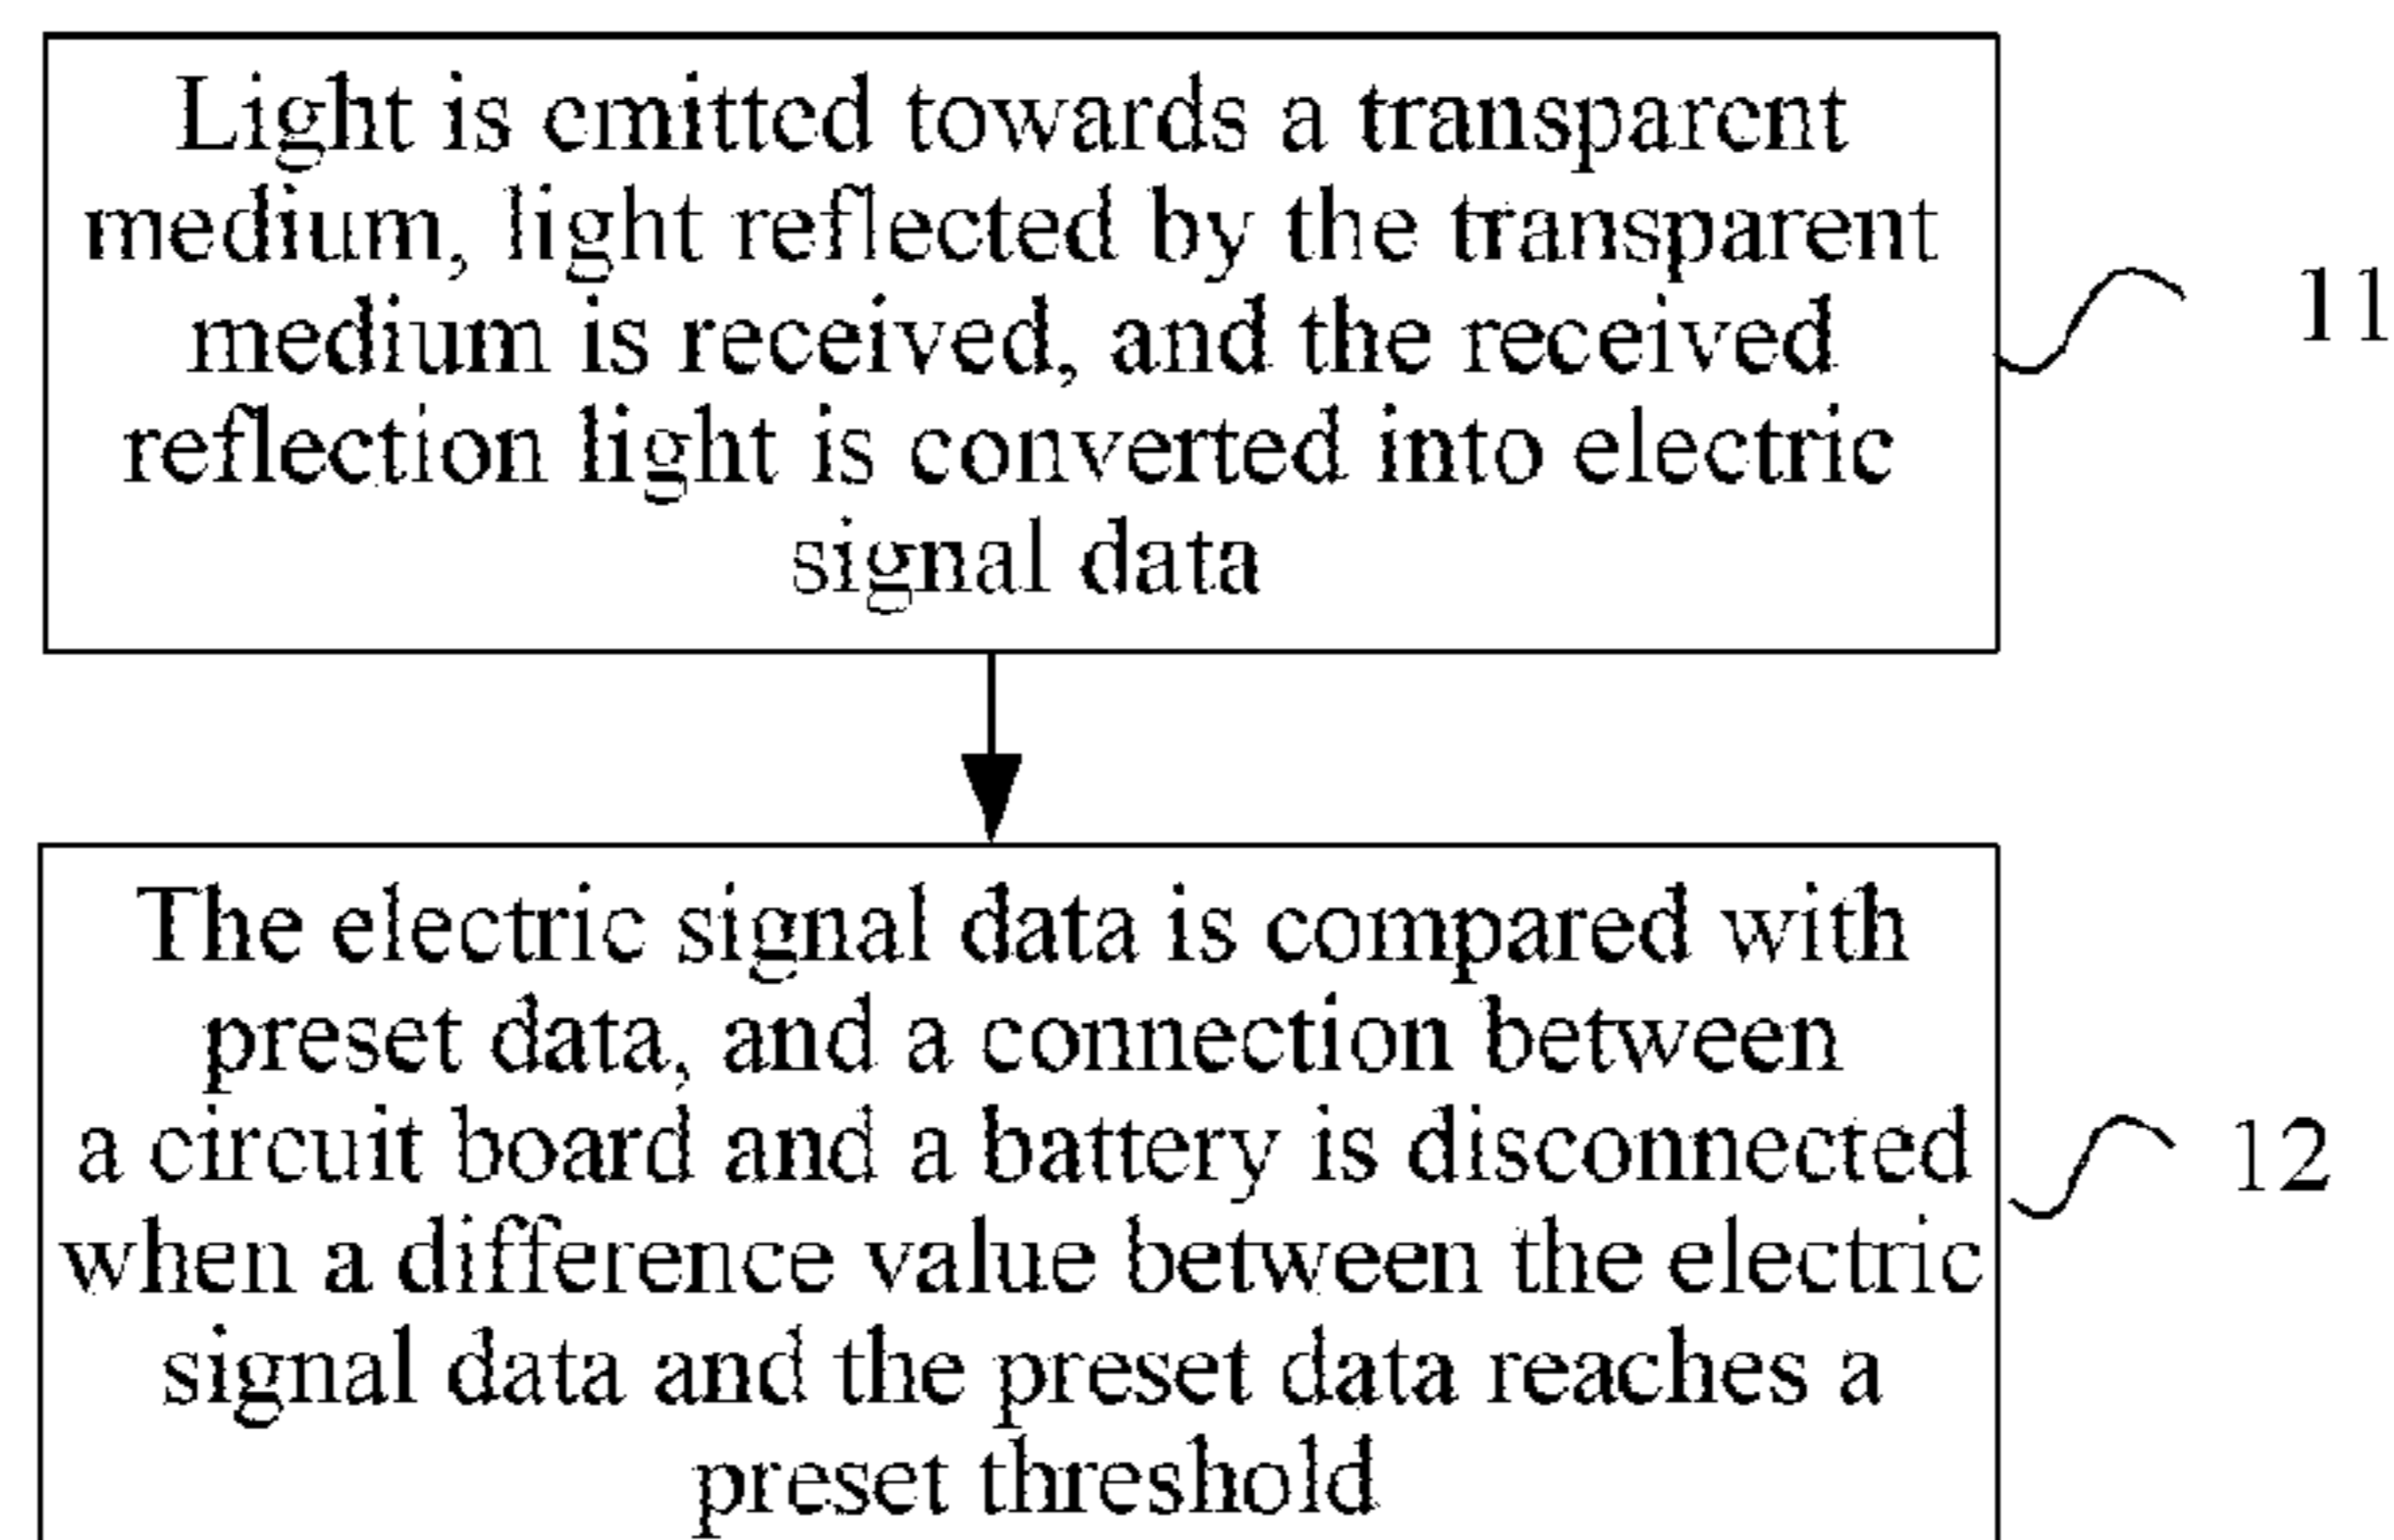 Light is emitted towards a transparent
medium, light reflected by the transparent
medium is received, and the received
reflection light is converted into electric
signal data
11
The electric signal data is compared with
preset data, and a connection between
a circuit board and a battery is disconnected
when a difference value between the electric
signal data and the preset data reaches a
preset threshold
12